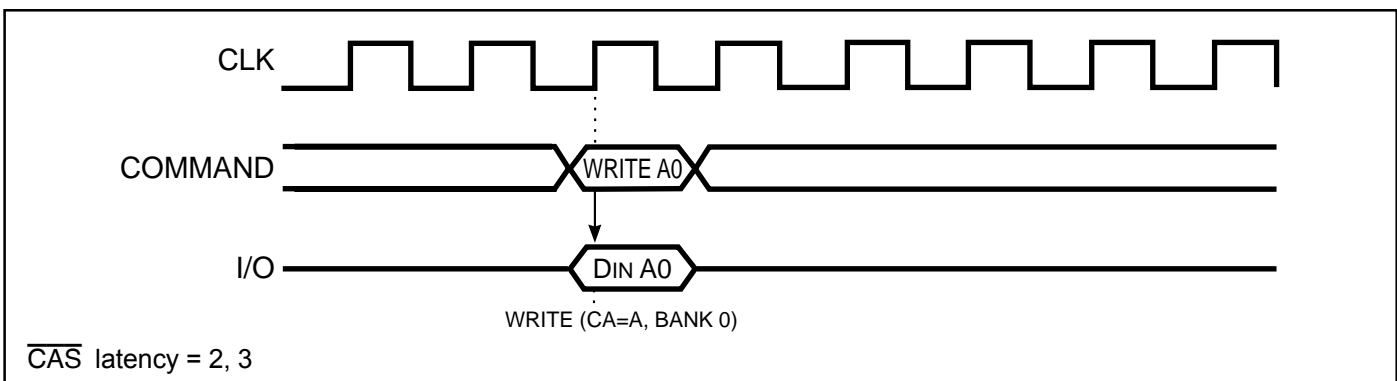 CLK
COMMAND
WRITE A0
I/O
DIN A0
WRITE (CA=A, BANK 0)
CAS latency = 2, 3